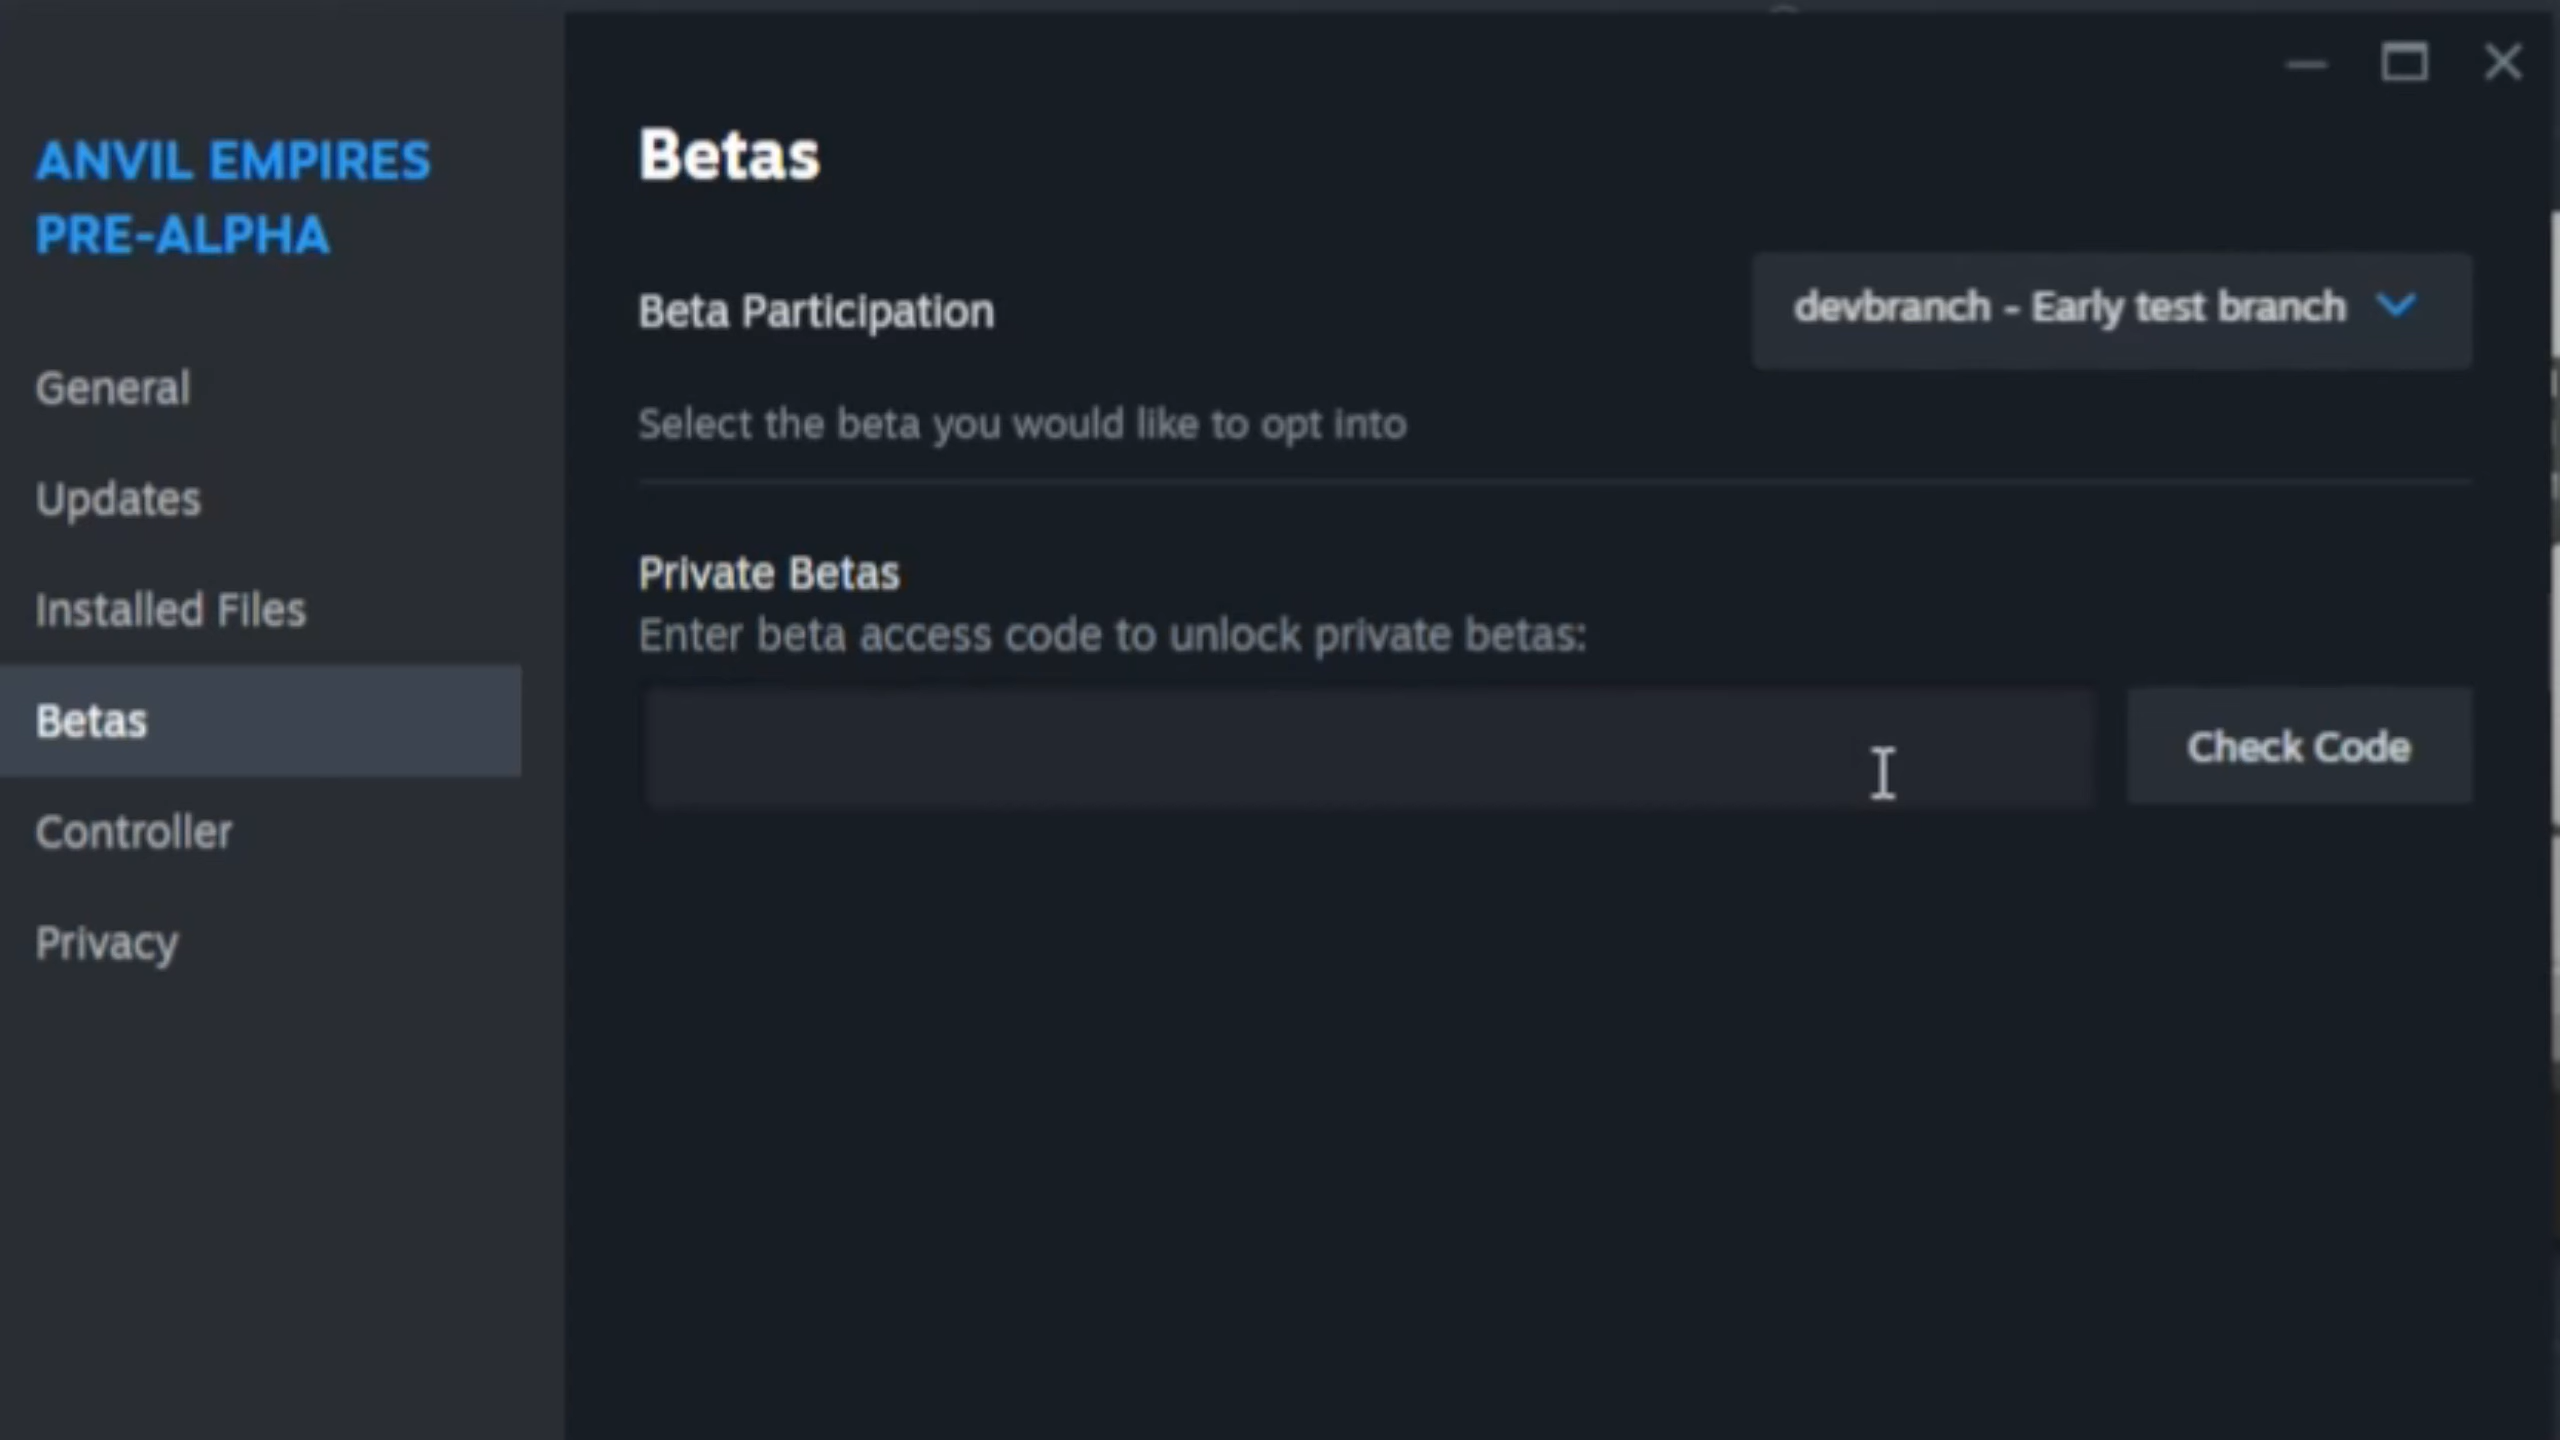 ANVIL EMPIRES
PRE-ALPHA
General
Updates
Installed Files
Betas
Controller
Privacy
Betas
Beta Participation
devbranch - Early test branch
Select the beta you would like to opt into
Private Betas
Enter beta access code to unlock private betas:
Check Code